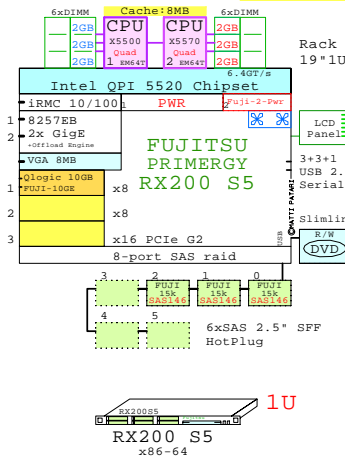 6xDIMM Cache:8MB 6xDIMM
2GB CPU CPU 2GB
2GB X5500 X5570 2GB
2GB Quad Quad 2GB
1 EM64T 2 EM64T
Rack
19"1U
6.4GT/s
Intel QPI 5520 Chipset
iRMC 10/100 1 PWR 2 Fuji-2-Pwr
1 8257EB
2 2x GigE
+Offload Engine
LCD
Panel
VGA 8MB
FUJITSU
PRIMERGY
RX200 S5
3+3+1
USB 2.
Serial
©MATTI PATARI
Qlogic 10GB
1 FUJI-10GE x8
2 x8
3 x16 PCIe G2
USB
Slimlin
R/W
DVD
8-port SAS raid
3 2 1 0
FUJI FUJI FUJI
15k 15k 15k
SAS146 SAS146 SAS146
4 5
6xSAS 2.5" SFF
HotPlug
1U
RX200S5
RX200 S5
x86-64